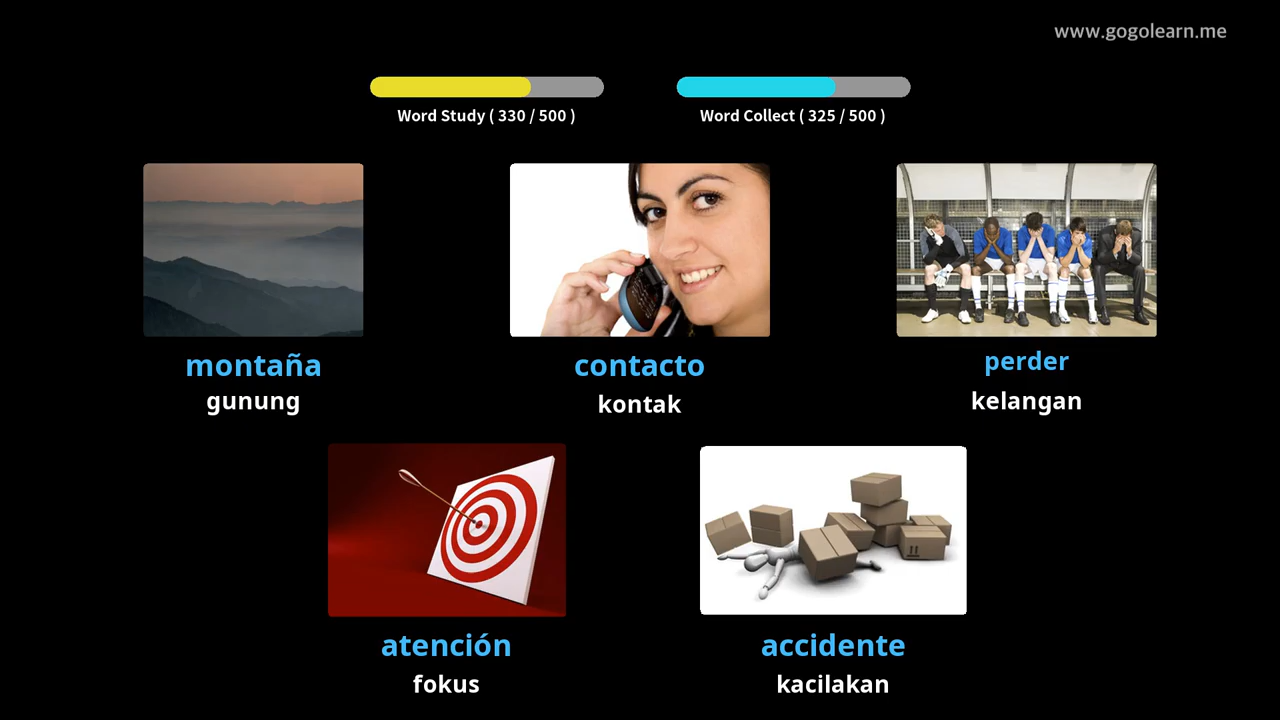 www.gogolearn.me
Word Study ( 330 / 500 )
Word Collect ( 325 / 500 )
montaña
gunung
contacto
kontak
perder
kelangan
atención
fokus
accidente
kacilakan